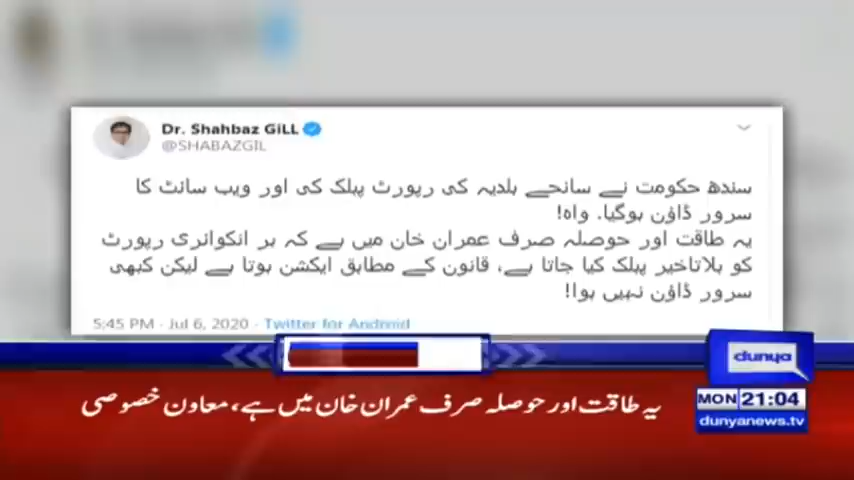 Dr. Shahbaz GiLL
@SHABAZGIL
سندھ حکومت نے سانحے بلدیہ کی رپورٹ پبلک کی اور ویب سائٹ کا
سرور ڈاؤن ہوگیا۔ واہ!
یہ طاقت اور حوصلہ صرف عمران خان میں ہے کہ ہر انکوائری رپورٹ
کو بلاتاخیر پبلک کیا جاتا ہے، قانون کے مطابق ایکشن ہوتا ہے لیکن کبھی
سرور ڈاؤن نہیں ہوا!!
5:45 PM · Jul 6, 2020 · Twitter for Android
dunya
یہ طاقت اور حوصلہ صرف عمران خان میں ہے، معاون خصوصی
MON 21:04
dunyanews.tv